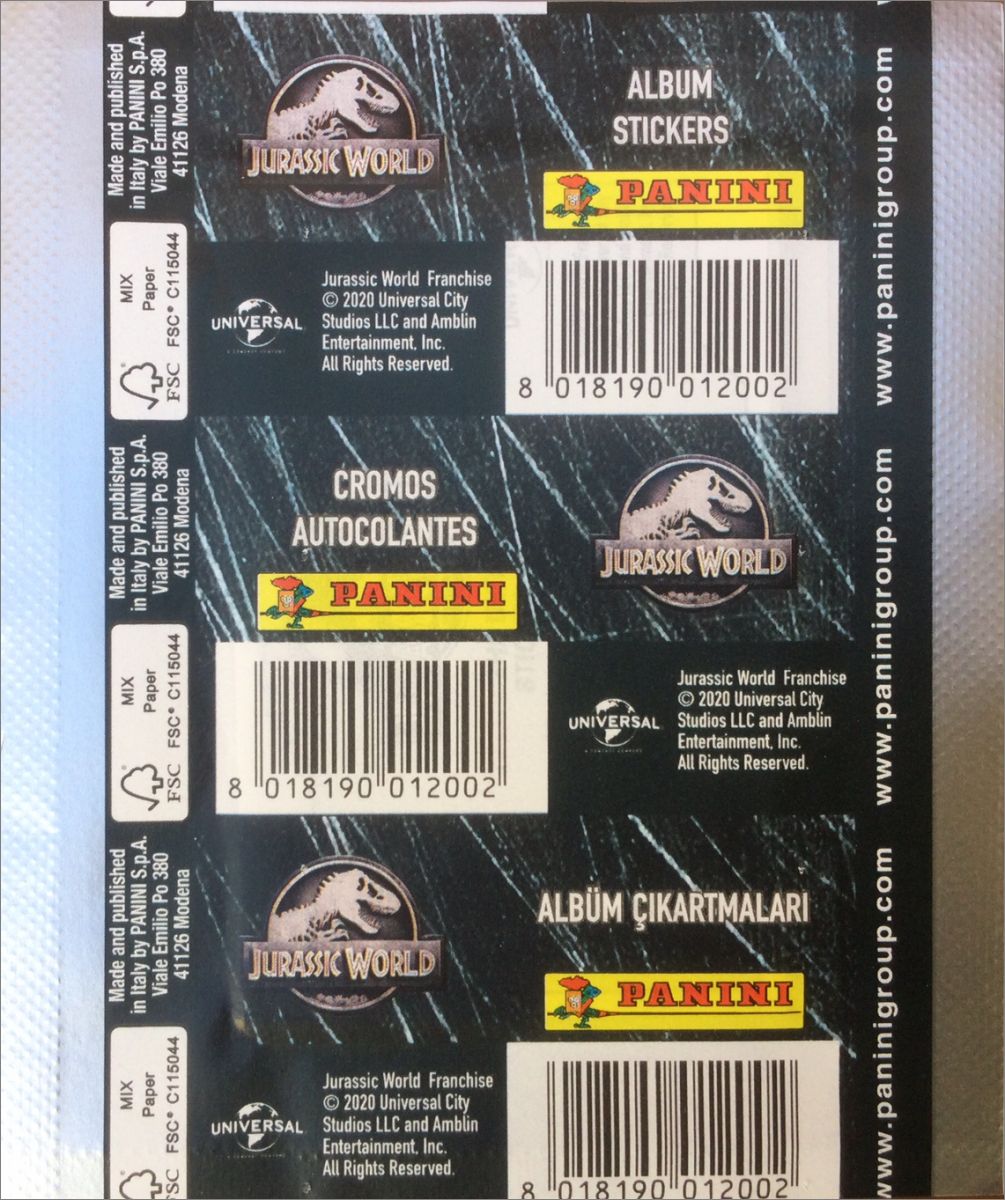 Made and published
in Italy by PANINI S.p.A.
Viale Emilio Po 380
41126 Modena
JURASSIC WORLD
ALBUM
STICKERS
PANINI
MIX
Paper
FSC® C115044
FSC
UNIVERSAL
A COMCAST COMPANY
Jurassic World Franchise
© 2020 Universal City
Studios LLC and Amblin
Entertainment, Inc.
All Rights Reserved.
8 018190 012002
www.paninigroup.com
Made and published
in Italy by PANINI S.p.A.
Viale Emilio Po 380
41126 Modena
CROMOS
AUTOCOLANTES
PANINI
JURASSIC WORLD
MIX
Paper
FSC® C115044
FSC
8 018190 012002
UNIVERSAL
A COMCAST COMPANY
Jurassic World Franchise
© 2020 Universal City
Studios LLC and Amblin
Entertainment, Inc.
All Rights Reserved.
www.paninigroup.com
Made and published
in Italy by PANINI S.p.A.
Viale Emilio Po 380
41126 Modena
JURASSIC WORLD
ALBÜM ÇIKARTMALARI
PANINI
MIX
Paper
FSC® C115044
FSC
UNIVERSAL
A COMCAST COMPANY
Jurassic World Franchise
© 2020 Universal City
Studios LLC and Amblin
Entertainment, Inc.
All Rights Reserved.
8 018190 012002
www.paninigroup.com